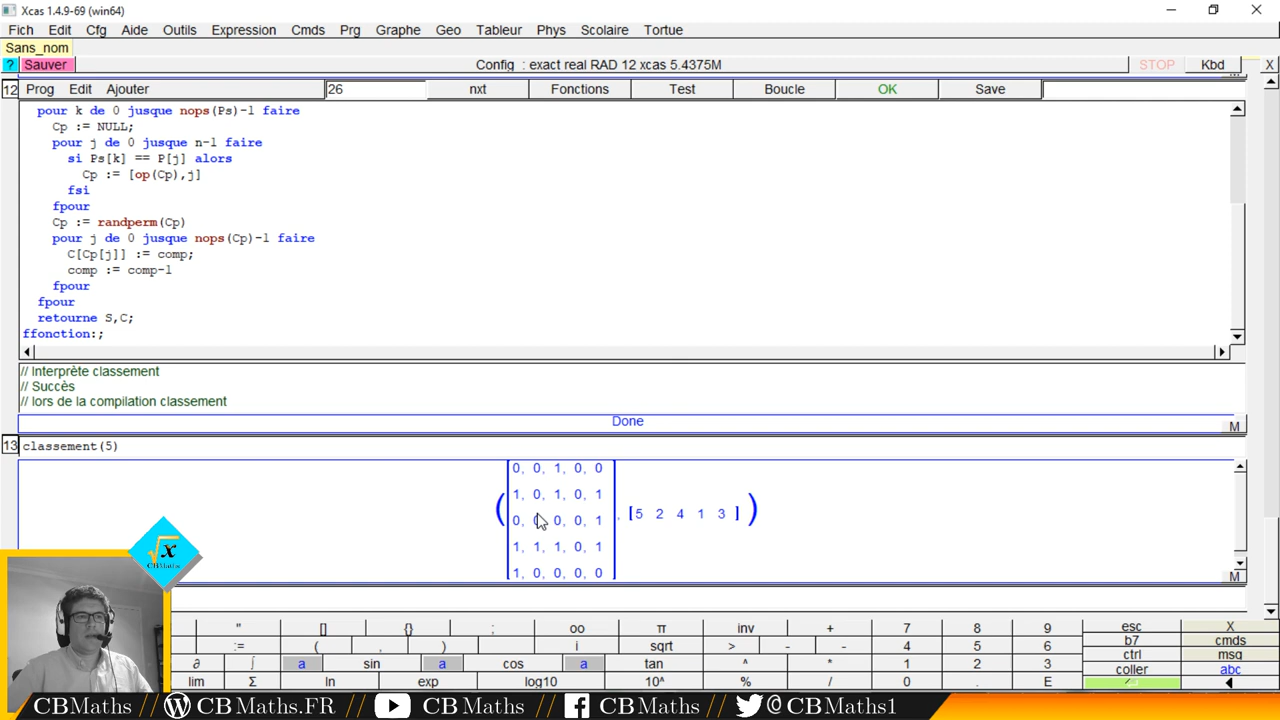 Xcas 1.4.9-69 (win64)
Fich Edit Cfg Aide Outils Expression Cmds Prg Graphe Geo Tableur Phys Scolaire Tortue
Sans_nom
? Sauver Config : exact real RAD 12 xcas 5.4375M STOP Kbd X
12 Prog Edit Ajouter 26 nxt Fonctions Test Boucle OK Save
pour k de 0 jusque nops(Ps)-1 faire
Cp := NULL;
pour j de 0 jusque n-1 faire
si Ps[k] == P[j] alors
Cp := [op(Cp),j]
fsi
fpour
Cp := randperm(Cp)
pour j de 0 jusque nops(Cp)-1 faire
C[Cp[j]] := comp;
comp := comp-1
fpour
fpour
retourne S,C;
ffonction:;
// Interprète classement
// Succès
// lors de la compilation classement
Done
M
13 classement(5)
0, 0, 1, 0, 0
1, 0, 1, 0, 1
0, 0, 0, 1
1, 1, 1, 0, 1
1, 0, 0, 0, 0
, [5 2 4 1 3]
M
" [] {} ; oo π inv + 7 8 9 esc X
:= ( , ) i sqrt > - - 4 5 6 b7 cmds
∂ ∫ a sin a cos a tan ^ * 1 2 3 ctrl msg
lim Σ ln exp log10 10^ % / 0 . E coller abc
√x
CBMaths
CB Maths // CB Maths.FR // CB Maths // CB Maths // @CBMaths1